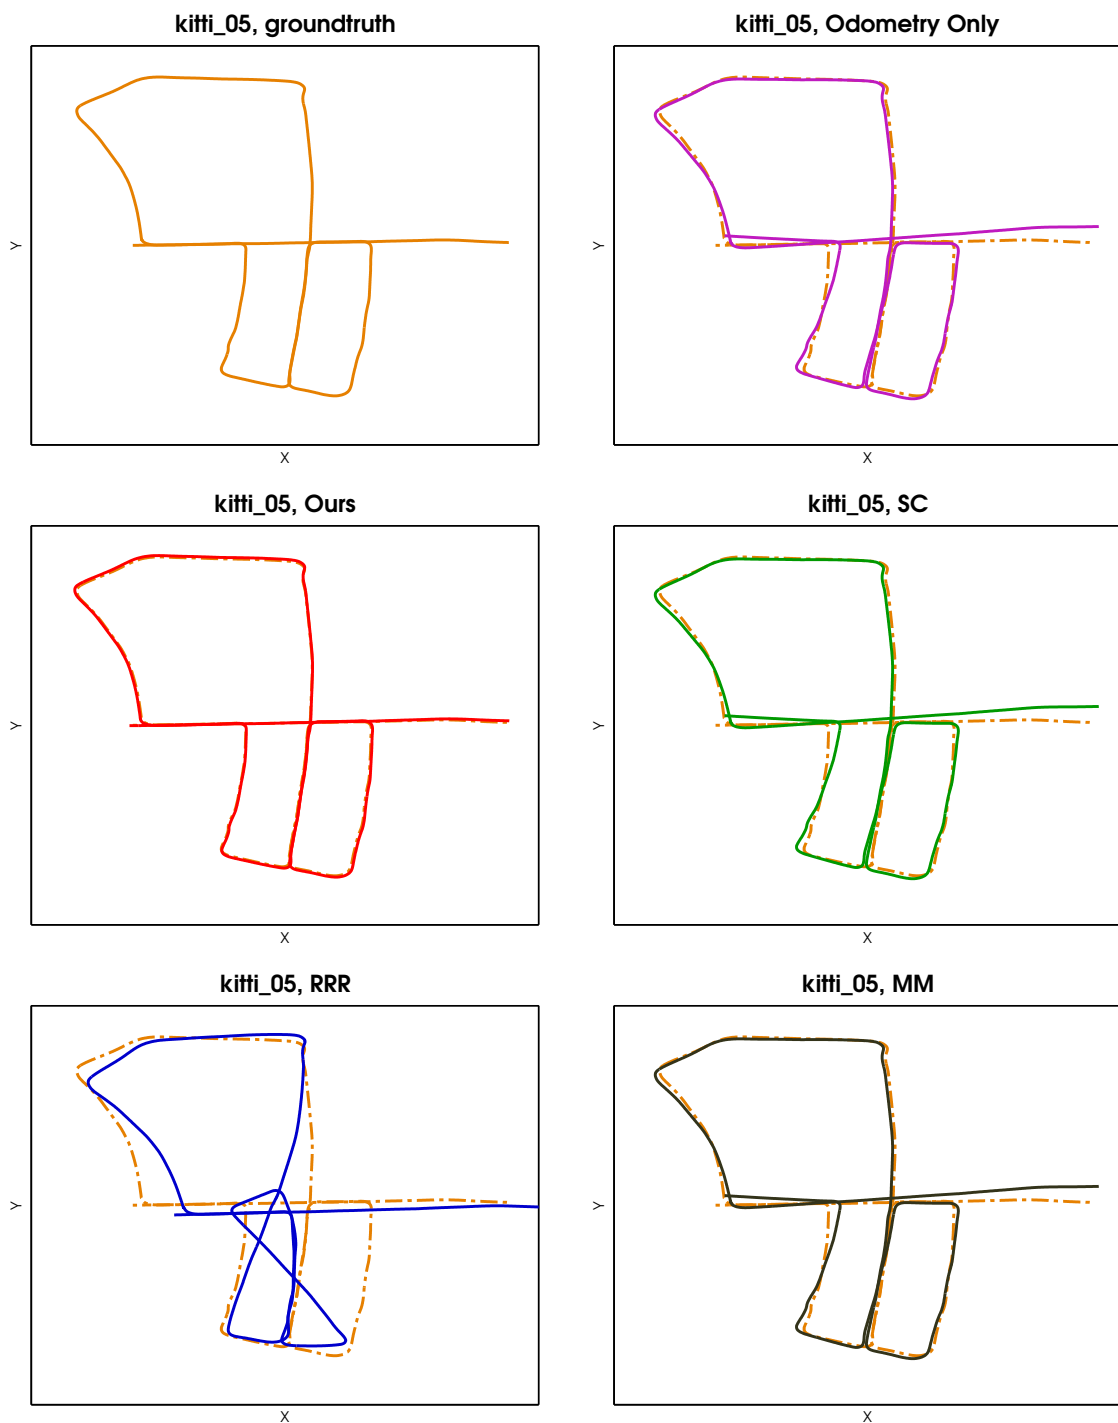 kitti_05, groundtruth
kitti_05, Odometry Only
Y
X
Y
X
kitti_05, Ours
kitti_05, SC
Y
X
Y
X
kitti_05, RRR
kitti_05, MM
Y
X
Y
X